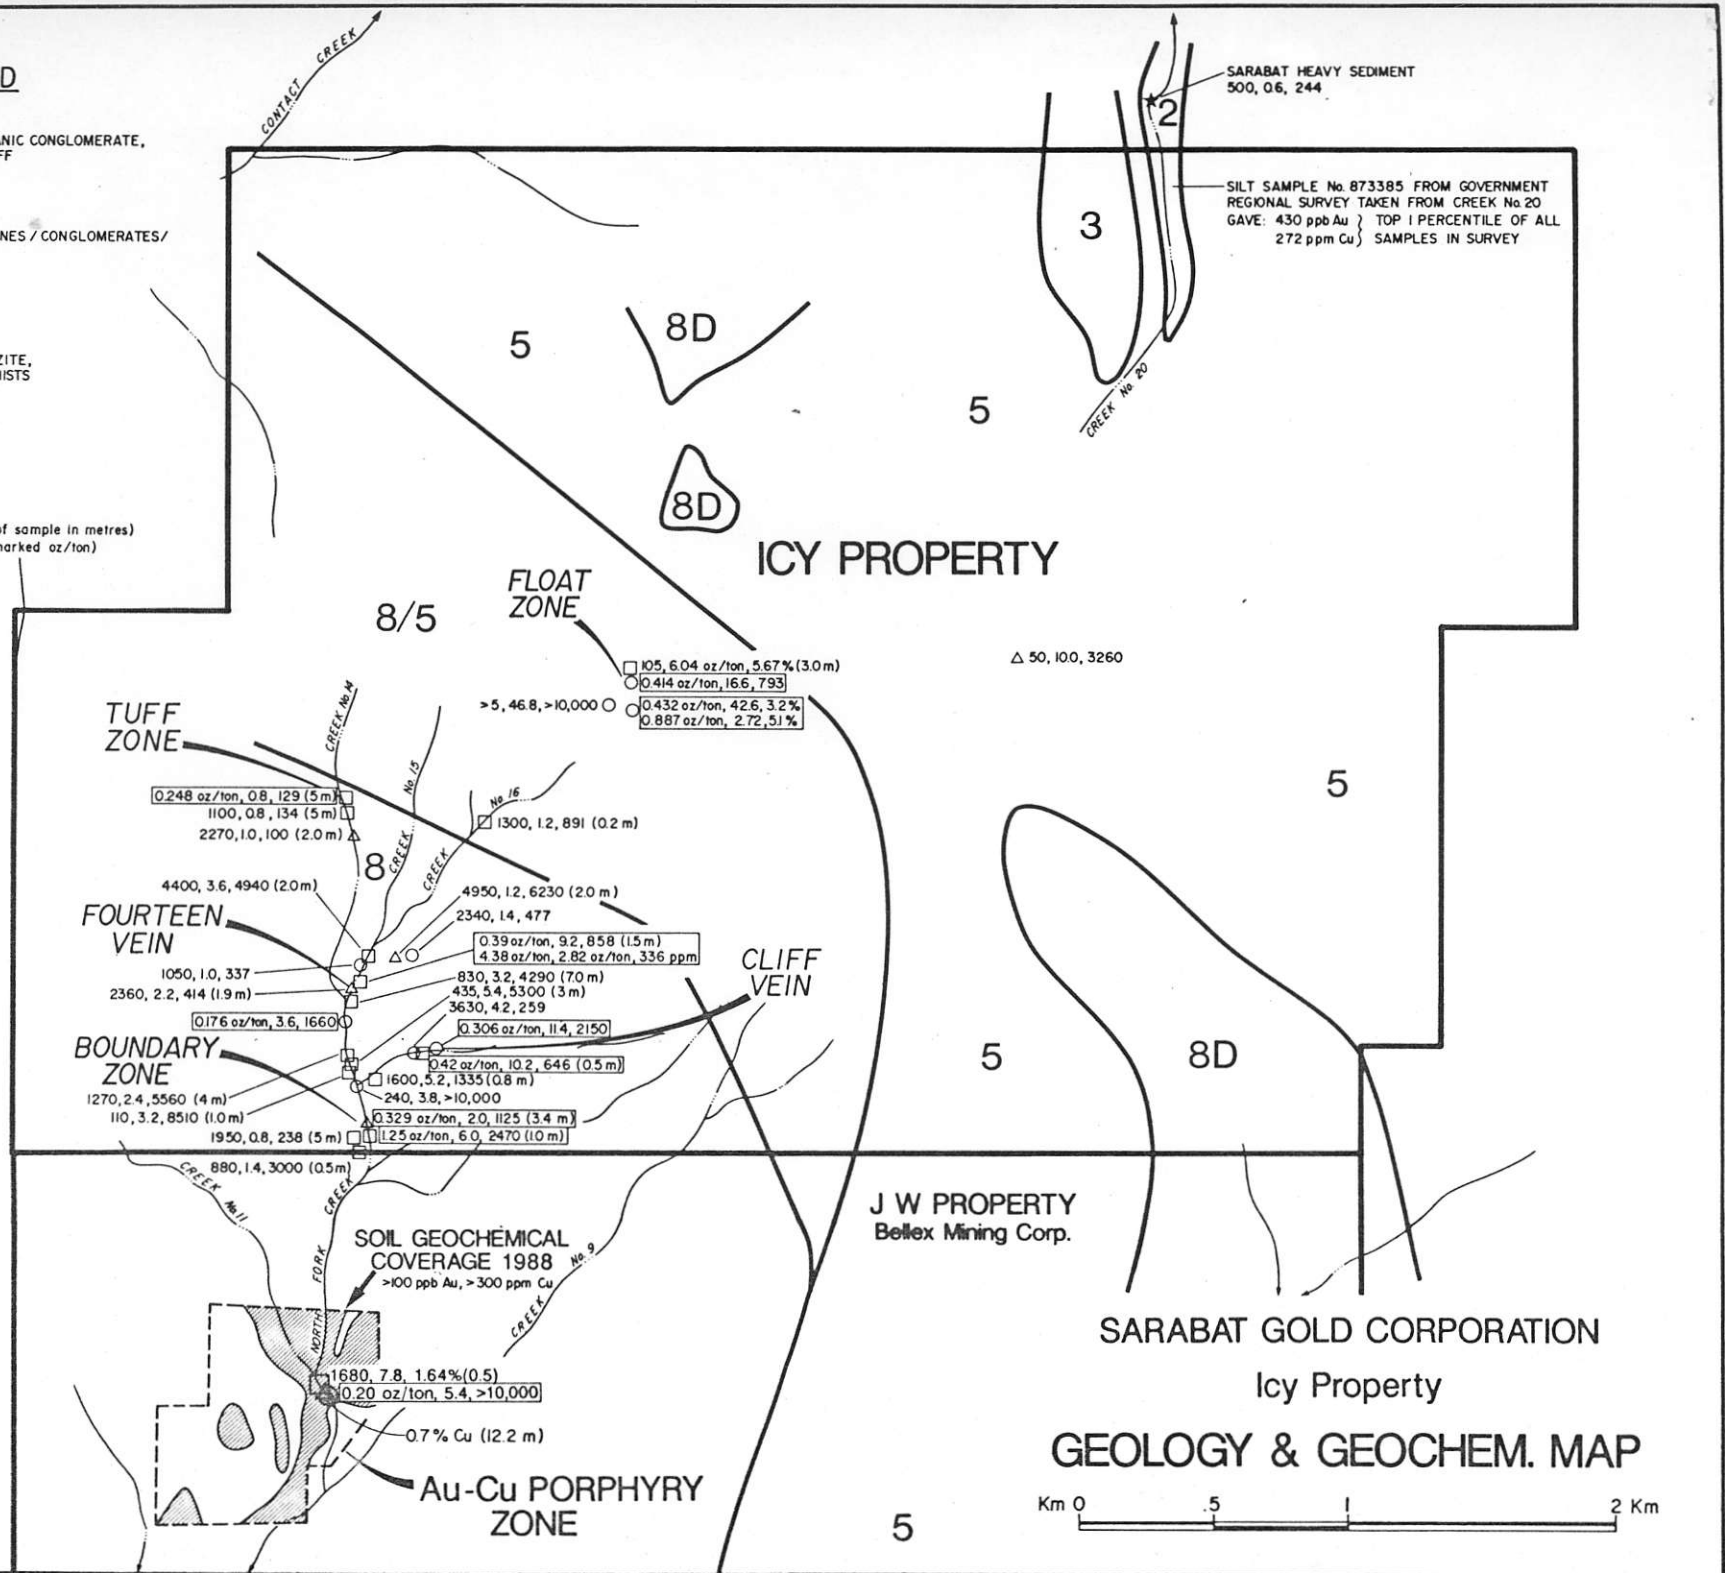 D
ANIC CONGLOMERATE,
FF
NES / CONGLOMERATES/
ZITE,
IISTS
of sample in metres)
marked oz/ton)
CONTACT CREEK
SARABAT HEAVY SEDIMENT
500, 0.6, 244
2
SILT SAMPLE No. 873385 FROM GOVERNMENT
REGIONAL SURVEY TAKEN FROM CREEK No. 20
GAVE: 430 ppb Au } TOP 1 PERCENTILE OF ALL
272 ppm Cu } SAMPLES IN SURVEY
3
CREEK No. 20
5
8D
5
8D
ICY PROPERTY
FLOAT
ZONE
8/5
105, 6.04 oz/ton, 5.67% (3.0 m)
0.414 oz/ton, 16.6, 793
>5, 46.8, >10,000
0.432 oz/ton, 42.6, 3.2%
0.887 oz/ton, 2.72, 5.1%
50, 10.0, 3260
TUFF
ZONE
CREEK No. 14
CREEK No. 15
CREEK No. 16
0.248 oz/ton, 0.8, 129 (5 m)
1100, 0.8, 134 (5 m)
2270, 1.0, 100 (2.0 m)
1300, 1.2, 891 (0.2 m)
5
8
4400, 3.6, 4940 (2.0 m)
4950, 1.2, 6230 (2.0 m)
2340, 1.4, 477
FOURTEEN
VEIN
0.39 oz/ton, 9.2, 858 (1.5 m)
4.38 oz/ton, 2.82 oz/ton, 336 ppm
CLIFF
VEIN
1050, 1.0, 337
2360, 2.2, 414 (1.9 m)
830, 3.2, 4290 (7.0 m)
435, 5.4, 5300 (3 m)
3630, 4.2, 259
0.176 oz/ton, 3.6, 1660
0.306 oz/ton, 11.4, 2150
BOUNDARY
ZONE
0.42 oz/ton, 10.2, 646 (0.5 m)
1600, 5.2, 1335 (0.8 m)
240, 3.8, >10,000
1270, 2.4, 5560 (4 m)
110, 3.2, 8510 (1.0 m)
0.329 oz/ton, 2.0, 1125 (3.4 m)
1.25 oz/ton, 6.0, 2470 (1.0 m)
1950, 0.8, 238 (5 m)
880, 1.4, 3000 (0.5m)
5
8D
CREEK No. 11
NORTH FORK CREEK
CREEK No. 9
J W PROPERTY
Bellex Mining Corp.
SOIL GEOCHEMICAL
COVERAGE 1988
>100 ppb Au, >300 ppm Cu
1680, 7.8, 1.64%(0.5)
0.20 oz/ton, 5.4, >10,000
0.7% Cu (12.2 m)
Au-Cu PORPHYRY
ZONE
5
SARABAT GOLD CORPORATION
Icy Property
GEOLOGY & GEOCHEM. MAP
Km 0 .5 1 2 Km